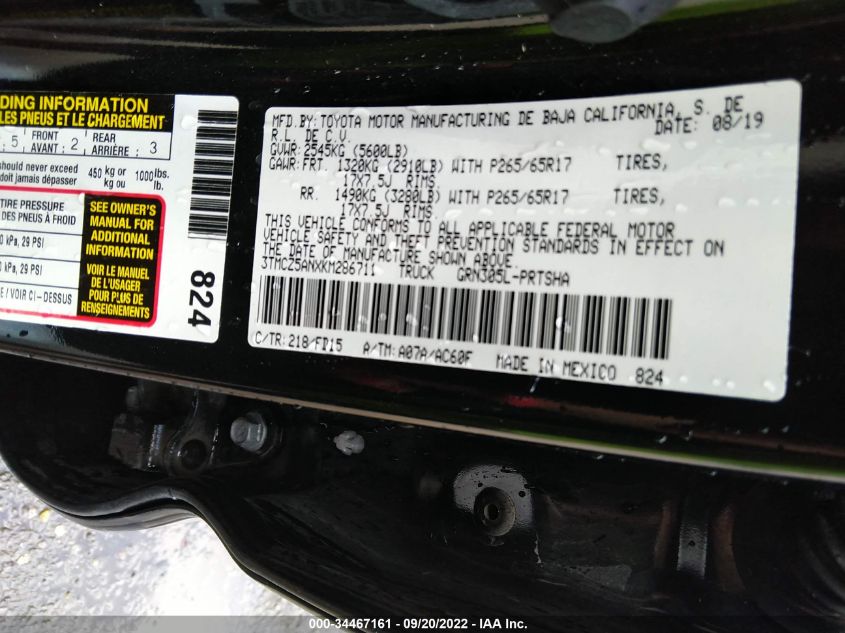 DING INFORMATION
LES PNEUS ET LE CHARGEMENT
5 FRONT AVANT : 2 REAR ARRIÈRE : 3
should never exceed 450 kg or 1000 lbs.
doit jamais dépasser kg ou lb.
TIRE PRESSURE
DES PNEUS À FROID
kPa, 29 PSI
kPa, 29 PSI
E / VOIR CI-DESSUS
SEE OWNER'S
MANUAL FOR
ADDITIONAL
INFORMATION
VOIR LE MANUEL
DE L'USAGER
POUR PLUS DE
RENSEIGNEMENTS
824
MFD.BY: TOYOTA MOTOR MANUFACTURING DE BAJA CALIFORNIA, S. DE
R.L. DE C.V. DATE: 08/19
GVWR: 2545KG (5600LB)
GAWR: FRT. 1320KG (2910LB) WITH P265/65R17 TIRES,
17X7.5J RIMS
RR. 1490KG (3280LB) WITH P265/65R17 TIRES,
17X7.5J RIMS
THIS VEHICLE CONFORMS TO ALL APPLICABLE FEDERAL MOTOR
VEHICLE SAFETY AND THEFT PREVENTION STANDARDS IN EFFECT ON
THE DATE OF MANUFACTURE SHOWN ABOVE.
3TMCZ5ANXKM286711 TRUCK GRN305L-PRTSHA
C/TR: 218/FD15 A/TM: A07A/AC60F MADE IN MEXICO 824
000-34467161 - 09/20/2022 - IAA Inc.